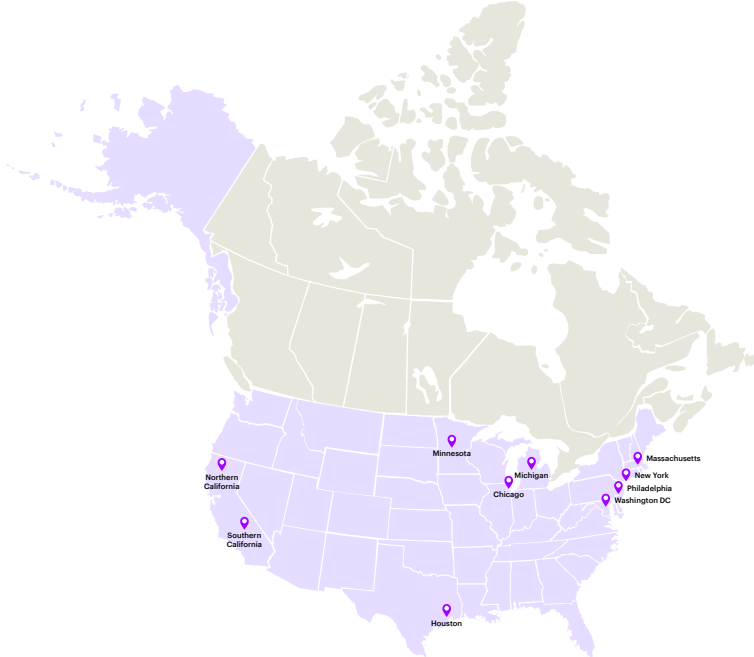 Minnesota
Massachusetts
Michigan
New York
Northern
California
Philadelphia
Chicago
Washington DC
Southern
California
Houston